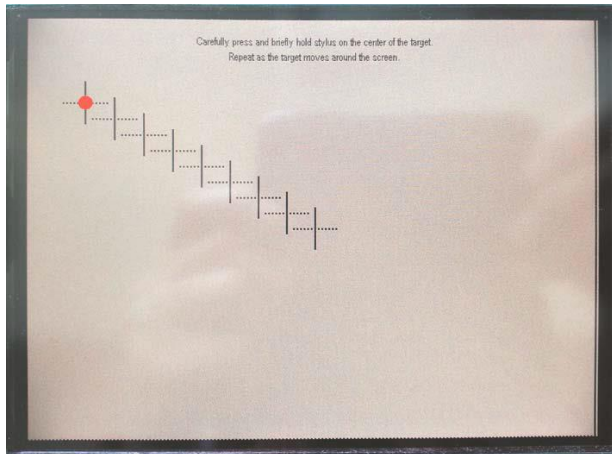 Carefully press and briefly hold stylus on the center of the target.
Repeat as the target moves around the screen.